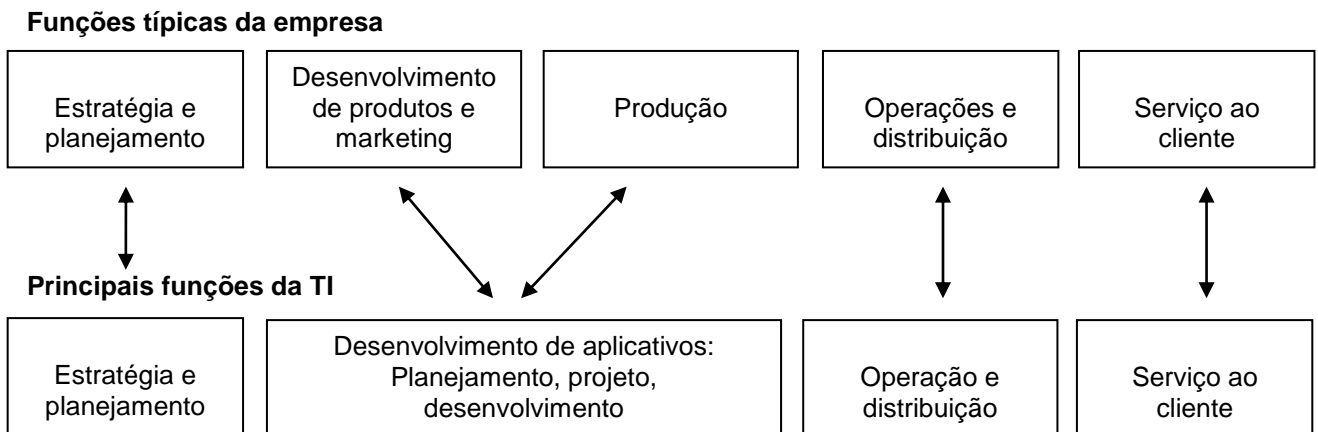 Funções típicas da empresa
Estratégia e
planejamento
Desenvolvimento
de produtos e
marketing
Produção
Operações e
distribuição
Serviço ao
cliente
Principais funções da TI
Estratégia e
planejamento
Desenvolvimento de aplicativos:
Planejamento, projeto,
desenvolvimento
Operação e
distribuição
Serviço ao
cliente